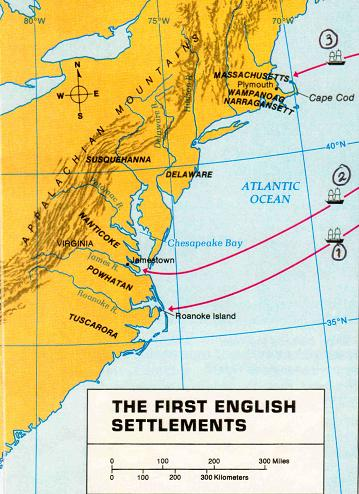 80°W
75°W
70°W
③
N
W E
S
APPALACHIAN MOUNTAINS
Hudson R.
MASSACHUSETTS
Plymouth
WAMPANOAG
NARRAGANSETT
Cape Cod
Delaware R.
40°N
SUSQUEHANNA
DELAWARE
②
ATLANTIC
OCEAN
Potomac R.
NANTICOKE
①
VIRGINIA
Chesapeake Bay
James R.
Jamestown
POWHATAN
Roanoke R.
Roanoke Island
35°N
TUSCARORA
THE FIRST ENGLISH
SETTLEMENTS
0 100 200 300 Miles
0 100 200 300 Kilometers